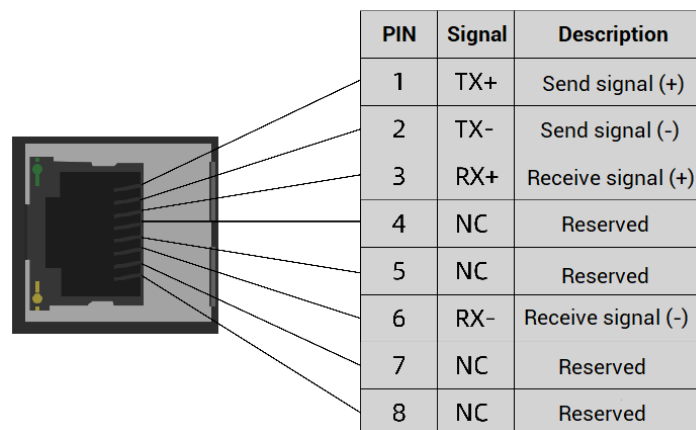 PIN Signal Description
1 TX+ Send signal (+)
2 TX- Send signal (-)
3 RX+ Receive signal (+)
4 NC Reserved
5 NC Reserved
6 RX- Receive signal (-)
7 NC Reserved
8 NC Reserved